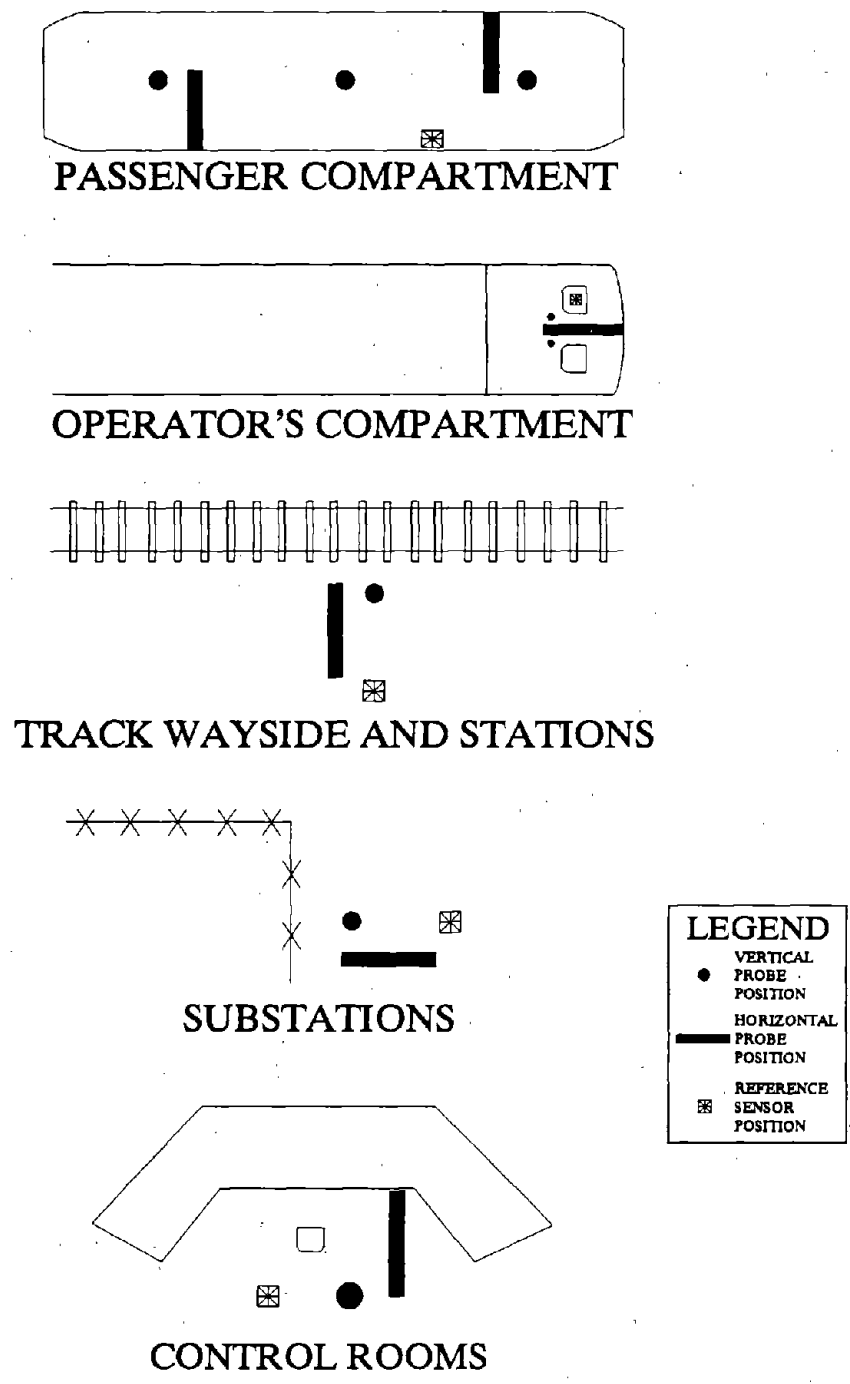 PASSENGER COMPARTMENT
OPERATOR'S COMPARTMENT
TRACK WAYSIDE AND STATIONS
SUBSTATIONS
LEGEND
VERTICAL
PROBE
POSITION
HORIZONTAL
PROBE
POSITION
REFERENCE
SENSOR
POSITION
CONTROL ROOMS